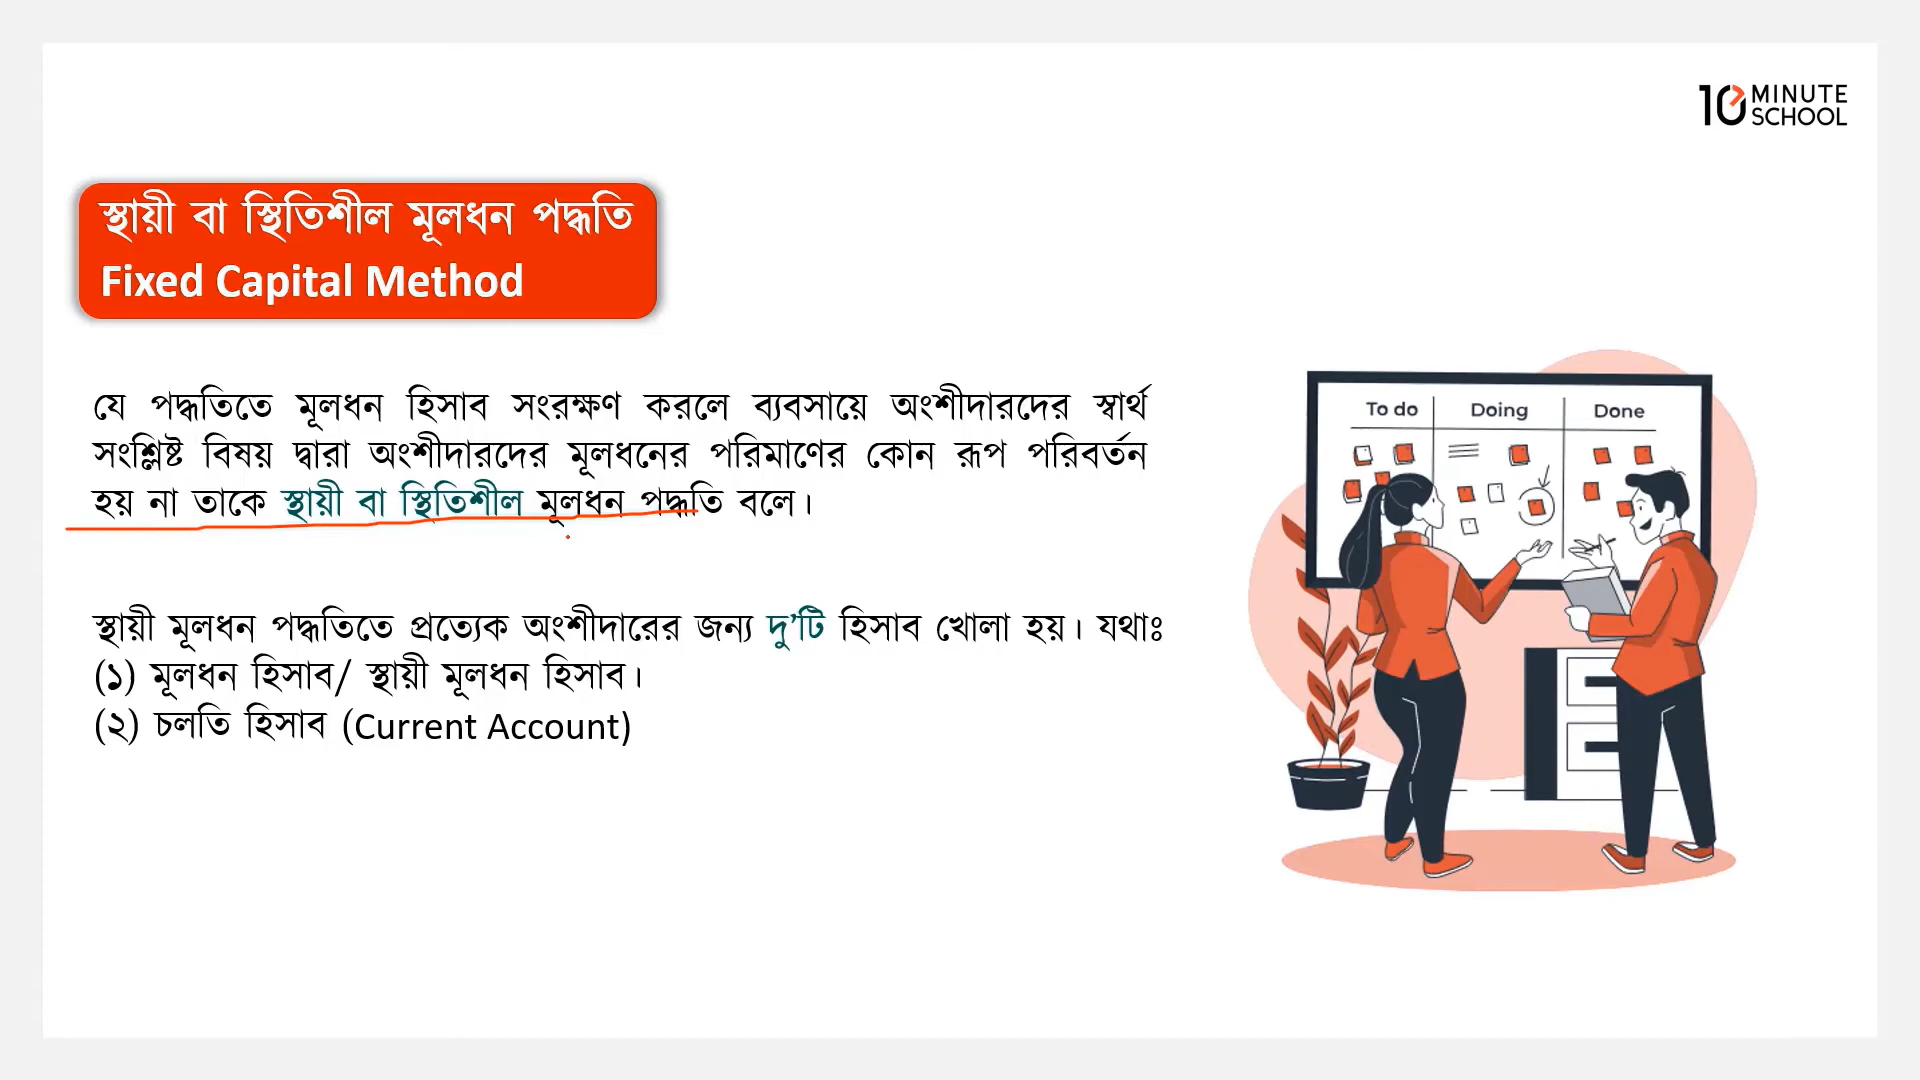 10 MINUTE SCHOOL
স্থায়ী বা স্থিতিশীল মূলধন পদ্ধতি
Fixed Capital Method
যে পদ্ধতিতে মূলধন হিসাব সংরক্ষণ করলে ব্যবসায়ে অংশীদারদের স্বার্থ
সংশ্লিষ্ট বিষয় দ্বারা অংশীদারদের মূলধনের পরিমাণের কোন রূপ পরিবর্তন
হয় না তাকে স্থায়ী বা স্থিতিশীল মূলধন পদ্ধতি বলে।
স্থায়ী মূলধন পদ্ধতিতে প্রত্যেক অংশীদারের জন্য দু’টি হিসাব খোলা হয়। যথাঃ
(১) মূলধন হিসাব/ স্থায়ী মূলধন হিসাব।
(২) চলতি হিসাব (Current Account)
To do Doing Done